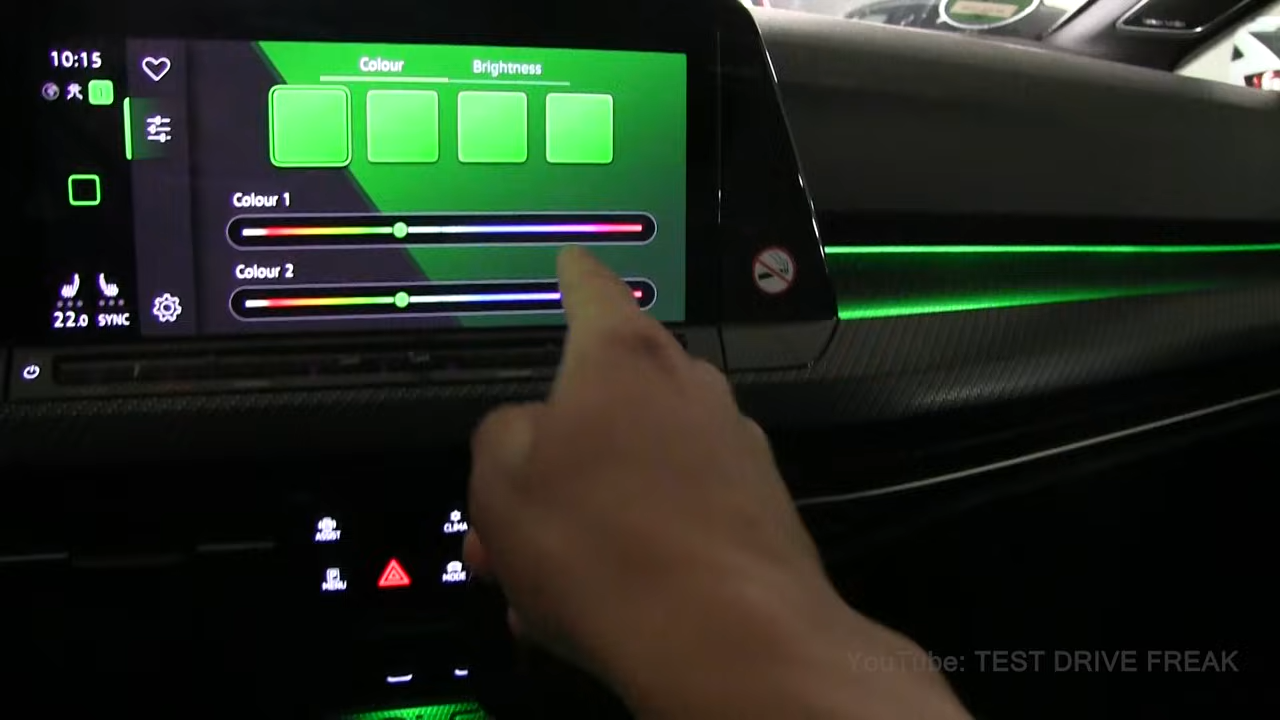 10:15
Colour
Brightness
1
Colour 1
Colour 2
22.0 SYNC
ASSIST
CLIMA
MENU
MODE
YouTube: TEST DRIVE FREAK